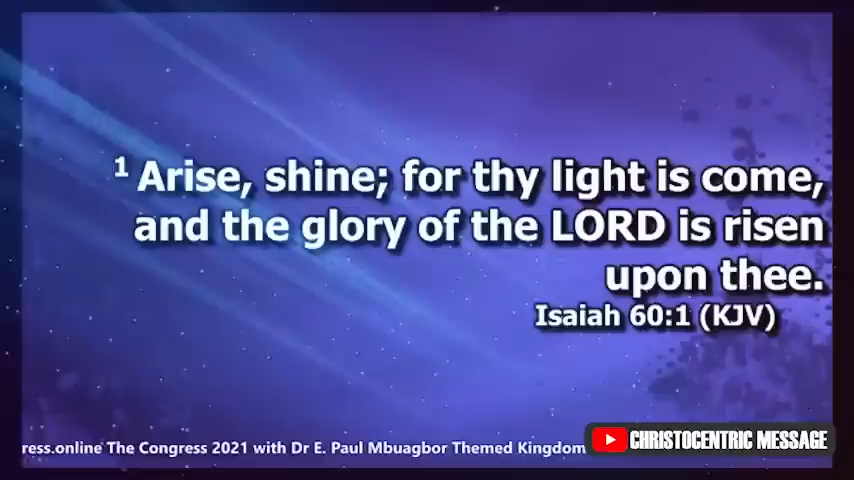 1 Arise, shine; for thy light is come,
and the glory of the LORD is risen
upon thee.
Isaiah 60:1 (KJV)
ress.online The Congress 2021 with Dr E. Paul Mbuagbor Themed Kingdom
CHRISTOCENTRIC MESSAGE